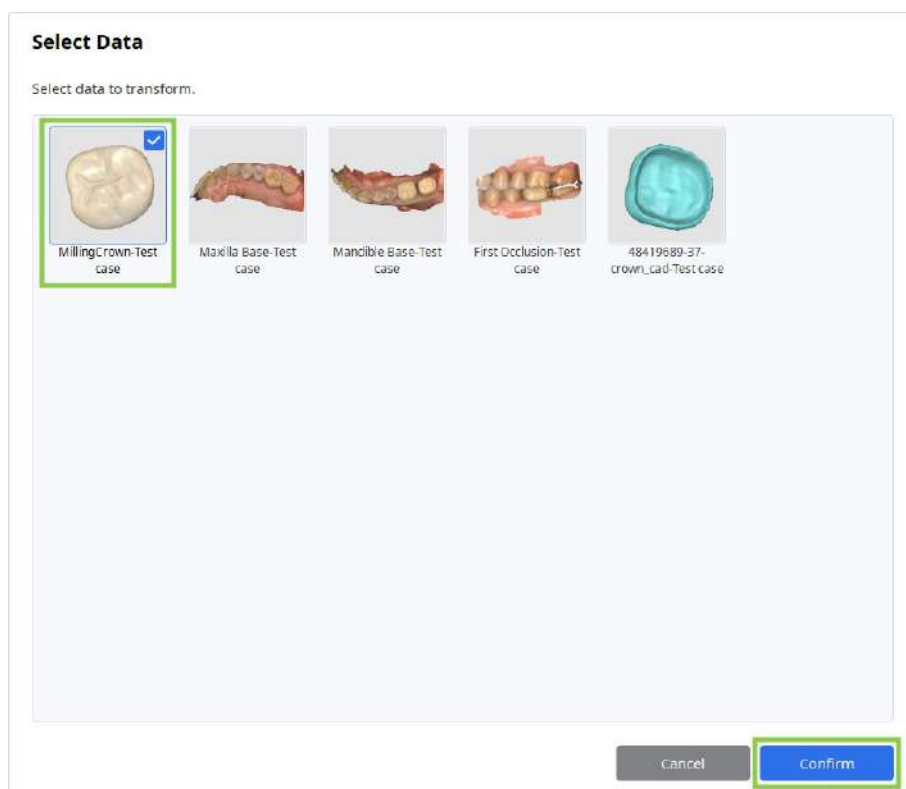 Select Data
Select data to transform.
MillingCrown-Test
case
Maxilla Base-Test
case
Mandible Base-Test
case
First Occlusion-Test
case
48419689-37-
crown_cad-Test case
Cancel
Confirm